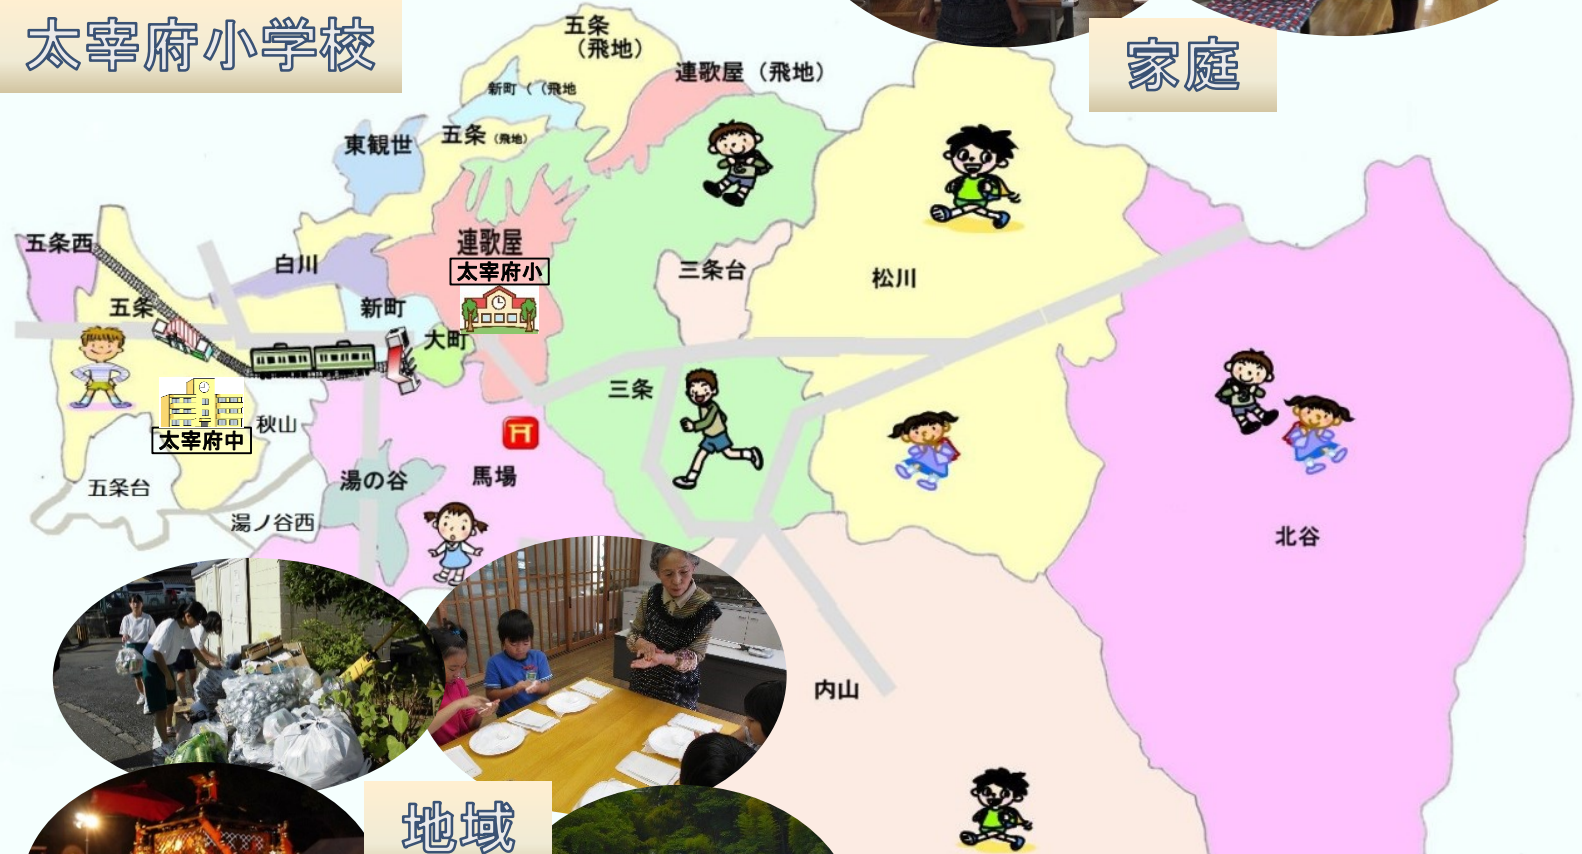 太宰府小学校
家庭
五条
（飛地）
連歌屋（飛地）
新町（（飛地
五条（飛地）
東観世
連歌屋
太宰府小
五条西
白川
三条台
松川
五条
新町
大町
三条
秋山
太宰府中
湯の谷
馬場
五条台
湯ノ谷西
北谷
内山
地域